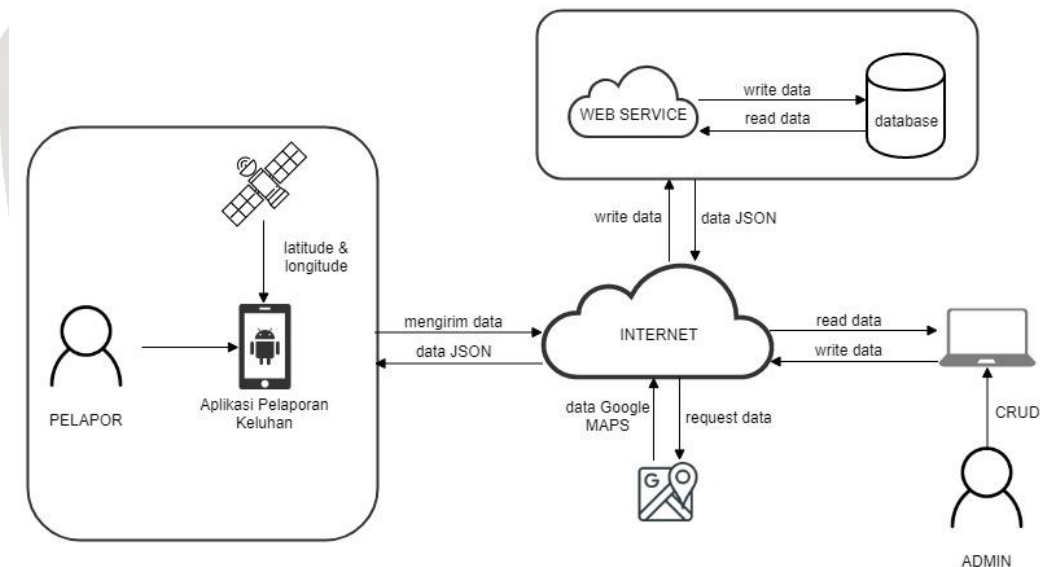 WEB SERVICE
write data
read data
database
write data
data JSON
latitude &
longitude
PELAPOR
Aplikasi Pelaporan
Keluhan
mengirim data
data JSON
INTERNET
read data
write data
data Google
MAPS
request data
G
CRUD
ADMIN